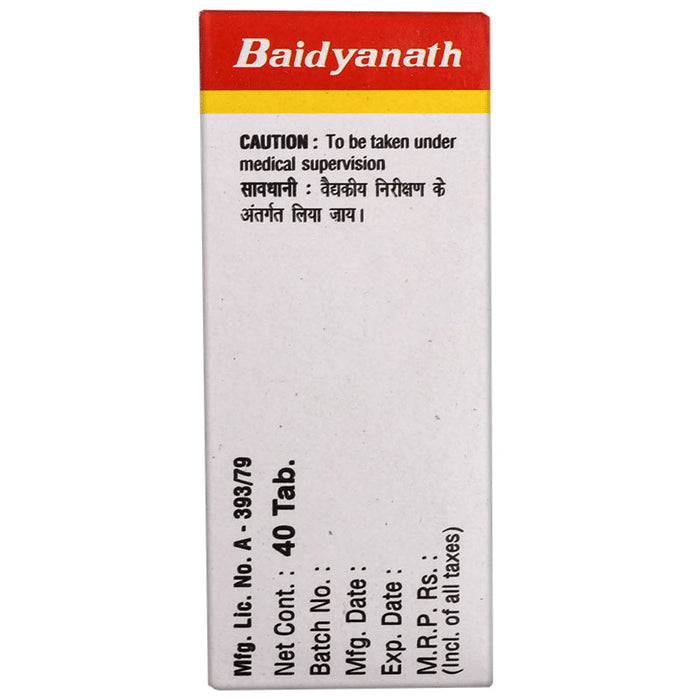 Baidyanath
CAUTION : To be taken under
medical supervision
सावधानी : वैद्यकीय निरीक्षण के
अंतर्गत लिया जाय।
Mfg. Lic. No. A - 393/79
Net Cont. : 40 Tab.
Batch No. :
Mfg. Date :
Exp. Date :
M.R.P. Rs. :
(Incl. of all taxes)